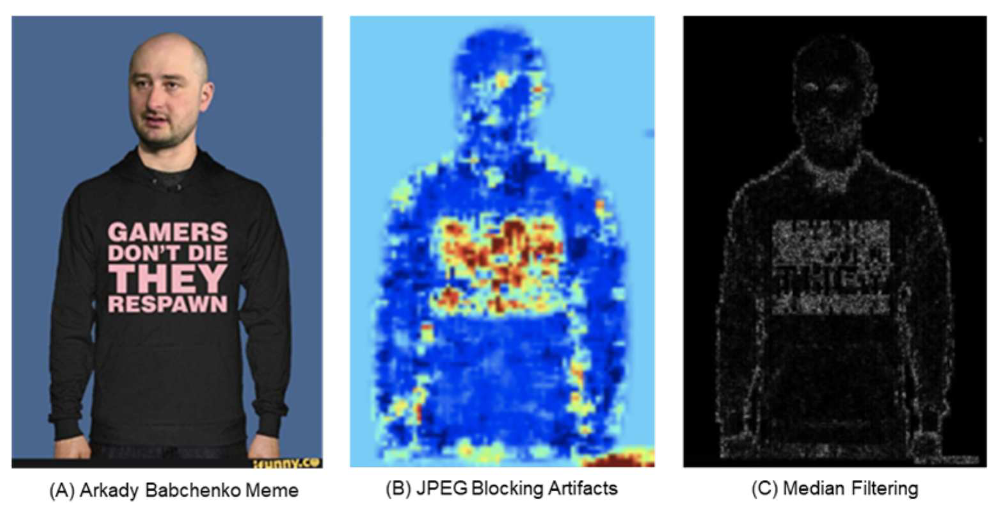 GAMERS
DON'T DIE
THEY
RESPAWN
ifunny.co
(A) Arkady Babchenko Meme
(B) JPEG Blocking Artifacts
(C) Median Filtering